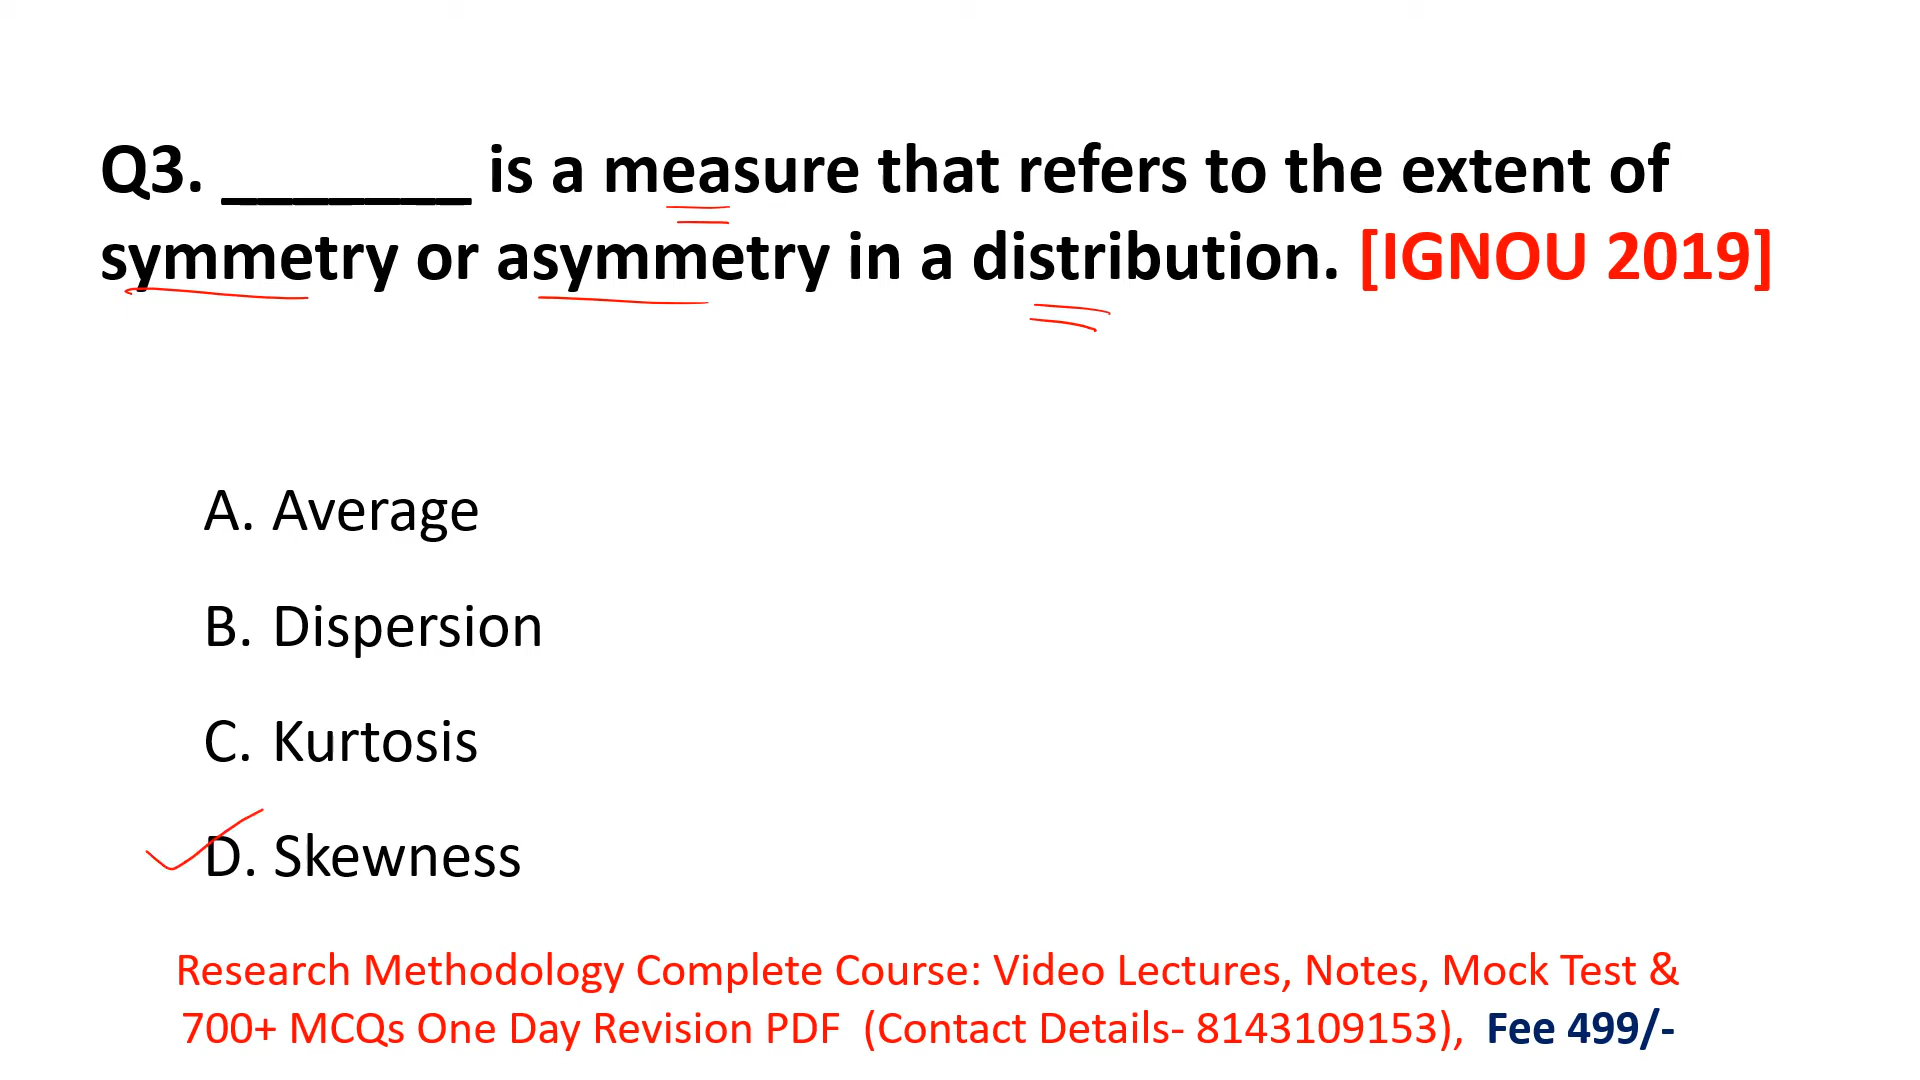 Q3. _______ is a measure that refers to the extent of
symmetry or asymmetry in a distribution. [IGNOU 2019]
A. Average
B. Dispersion
C. Kurtosis
D. Skewness
Research Methodology Complete Course: Video Lectures, Notes, Mock Test &
700+ MCQs One Day Revision PDF (Contact Details- 8143109153), Fee 499/-